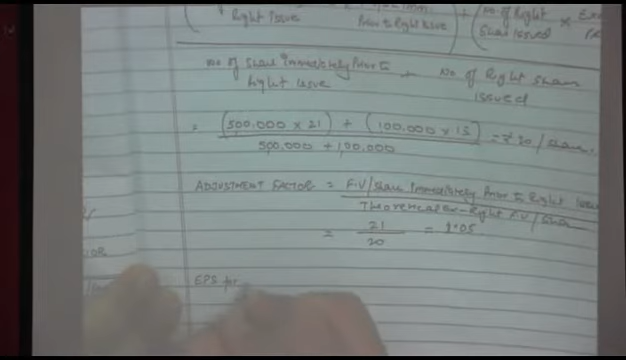 Right Issue Prior to Right Issue + No of Right Share Issued ×
No of Share Immediately Prior to Right Issue + No of Right Share Issued
= (500,000 × 21) + (100,000 × 15) = ₹ 20 / share.
500,000 + 100,000
ADJUSTMENT FACTOR = F.V/Share Immediately Prior to Right Issue
Theoretical Ex-Right F.V/Share
= 21 = 1.05
20
EPS for